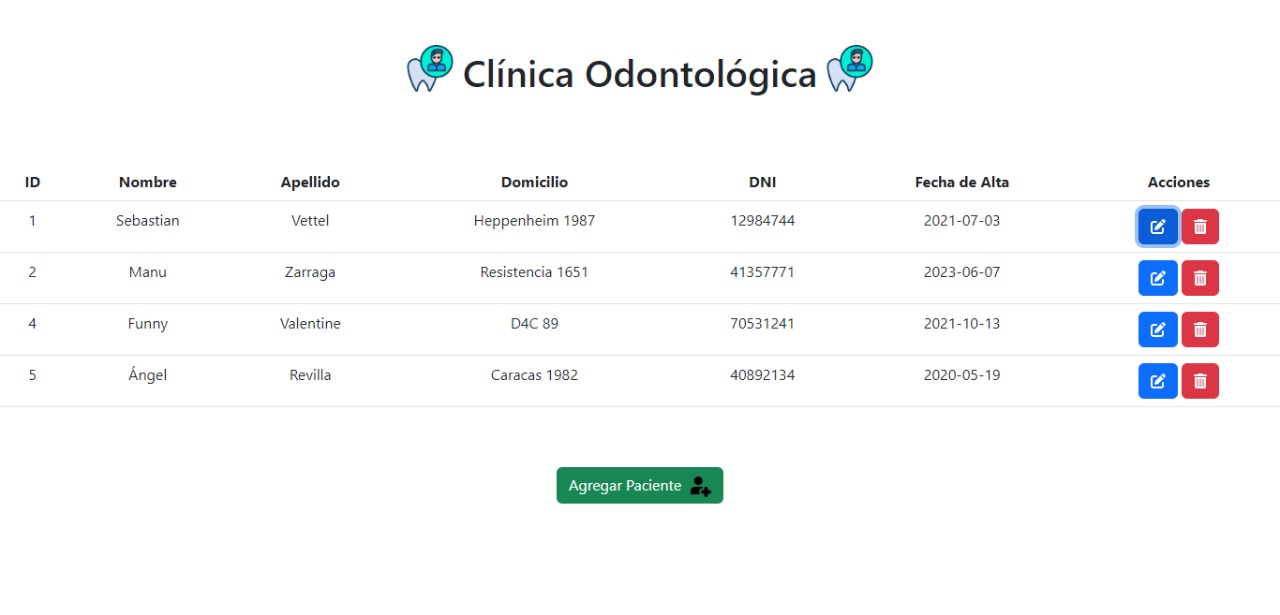 Clínica Odontológica
ID Nombre Apellido Domicilio DNI Fecha de Alta Acciones
1 Sebastian Vettel Heppenheim 1987 12984744 2021-07-03
2 Manu Zarraga Resistencia 1651 41357771 2023-06-07
4 Funny Valentine D4C 89 70531241 2021-10-13
5 Ángel Revilla Caracas 1982 40892134 2020-05-19
Agregar Paciente